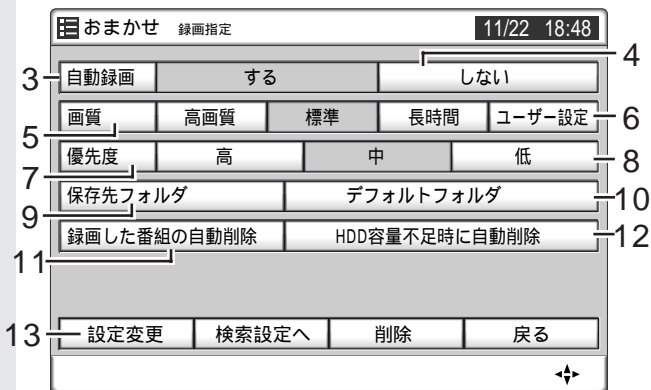 おまかせ 録画指定 11/22 18:48
4
3 自動録画 する しない
画質 高画質 標準 長時間 ユーザー設定 6
5
優先度 高 中 低 8
7
保存先フォルダ デフォルトフォルダ 10
9
録画した番組の自動削除 HDD容量不足時に自動削除 12
11
13 設定変更 検索設定へ 削除 戻る